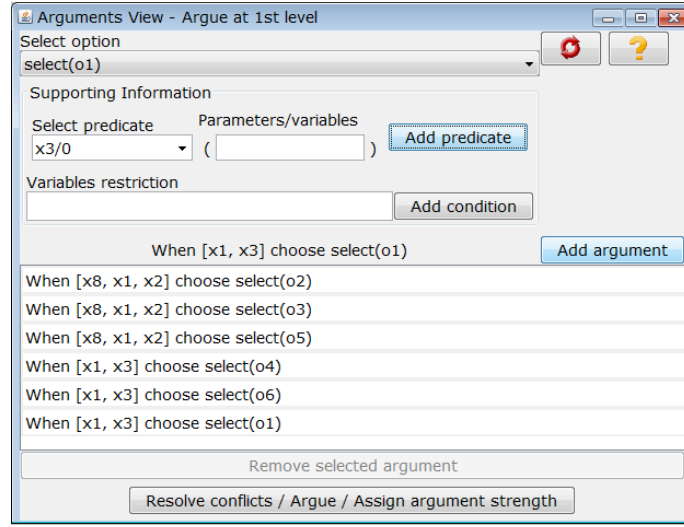 Arguments View - Argue at 1st level
Select option
select(o1)
Supporting Information
Select predicate
Parameters/variables
x3/0
(
)
Add predicate
Variables restriction
Add condition
When [x1, x3] choose select(o1)
Add argument
When [x8, x1, x2] choose select(o2)
When [x8, x1, x2] choose select(o3)
When [x8, x1, x2] choose select(o5)
When [x1, x3] choose select(o4)
When [x1, x3] choose select(o6)
When [x1, x3] choose select(o1)
Remove selected argument
Resolve conflicts / Argue / Assign argument strength